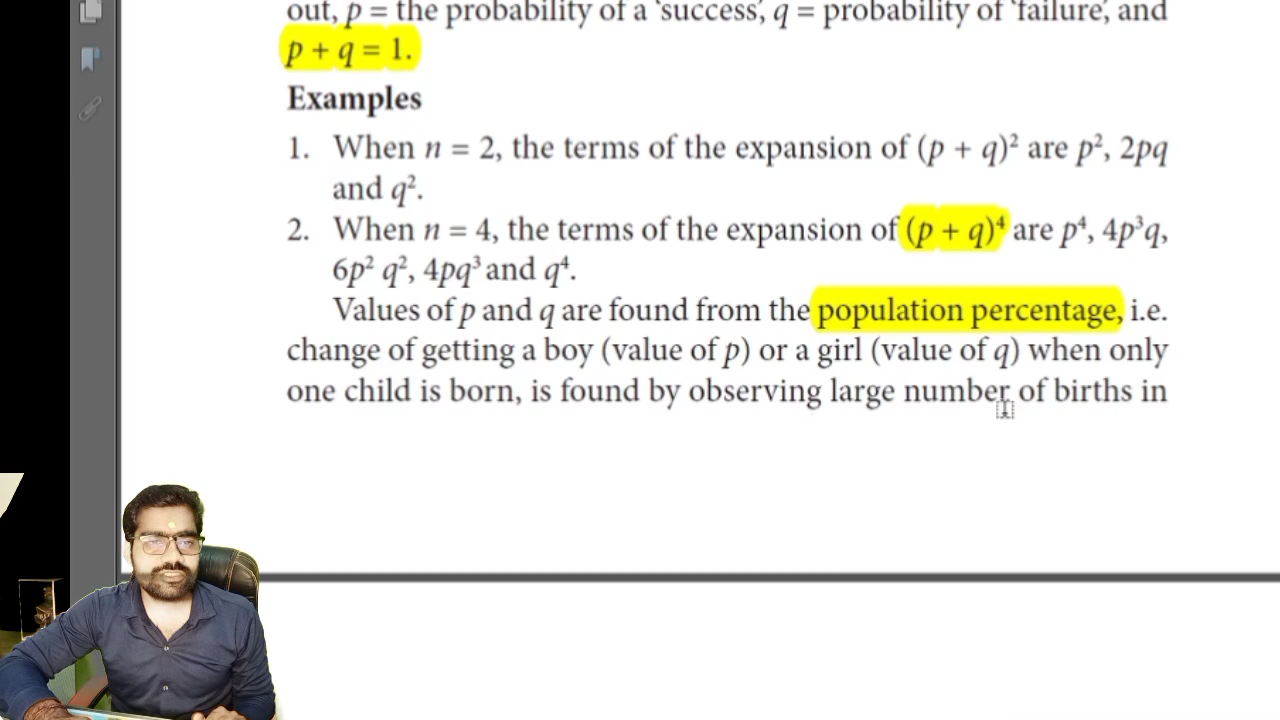 out, p = the probability of a 'success', q = probability of 'failure', and
p + q = 1.
Examples
1. When n = 2, the terms of the expansion of (p + q)² are p², 2pq
and q².
2. When n = 4, the terms of the expansion of (p + q)⁴ are p⁴, 4p³q,
6p² q², 4pq³ and q⁴.
Values of p and q are found from the population percentage, i.e.
change of getting a boy (value of p) or a girl (value of q) when only
one child is born, is found by observing large number of births in